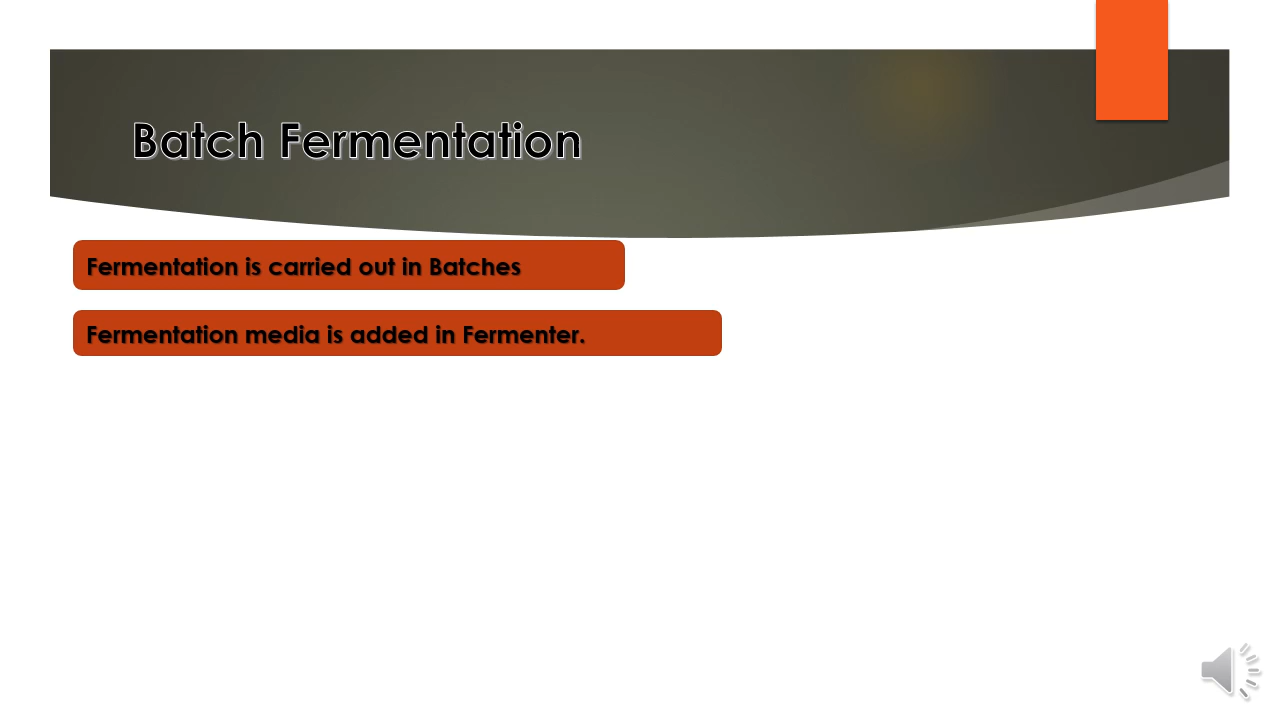 Batch Fermentation
Fermentation is carried out in Batches
Fermentation media is added in Fermenter.